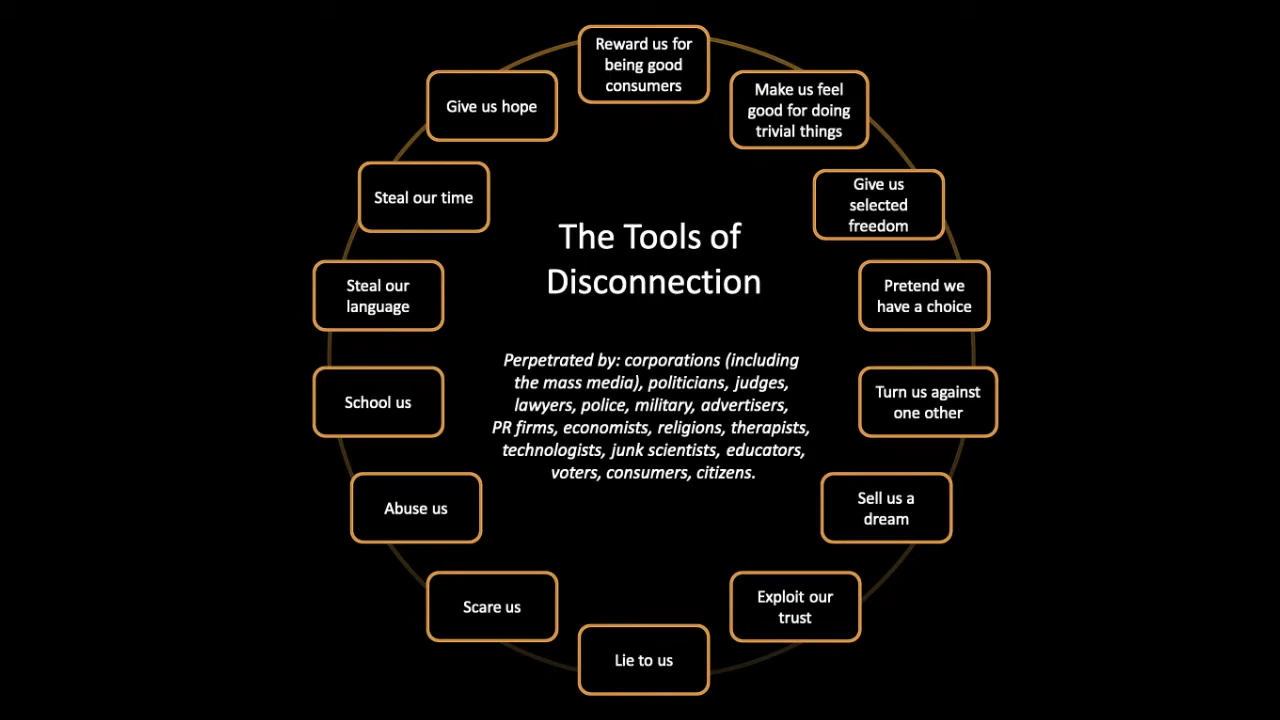 Reward us for
being good
consumers
Make us feel
good for doing
trivial things
Give us
selected
freedom
Pretend we
have a choice
Turn us against
one other
Sell us a
dream
Exploit our
trust
Lie to us
Scare us
Abuse us
School us
Steal our
language
Steal our time
Give us hope
The Tools of
Disconnection
Perpetrated by: corporations (including
the mass media), politicians, judges,
lawyers, police, military, advertisers,
PR firms, economists, religions, therapists,
technologists, junk scientists, educators,
voters, consumers, citizens.